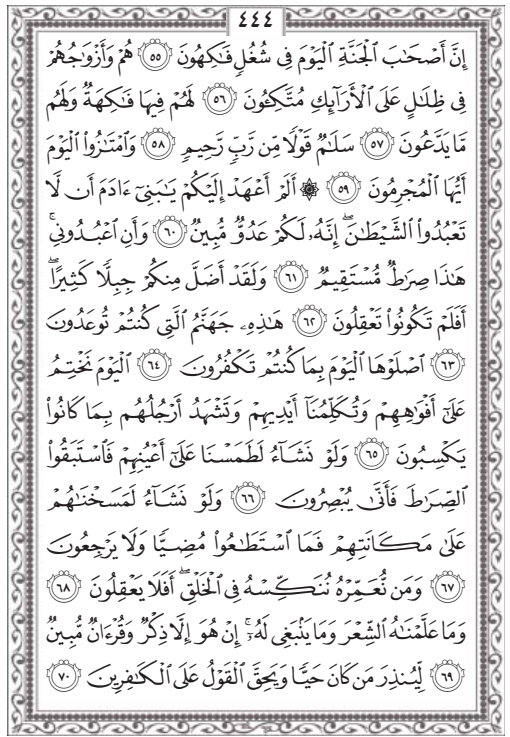 ٤٤٤
إِنَّ أَصْحَٰبَ ٱلْجَنَّةِ ٱلْيَوْمَ فِى شُغُلٍ فَٰكِهُونَ ٥٥ هُمْ وَأَزْوَٰجُهُمْ
فِى ظِلَٰلٍ عَلَى ٱلْأَرَآئِكِ مُتَّكِـُٔونَ ٥٦ لَهُمْ فِيهَا فَٰكِهَةٌ وَلَهُم
مَّا يَدَّعُونَ ٥٧ سَلَٰمٌ قَوْلًا مِّن رَّبٍّ رَّحِيمٍ ٥٨ وَٱمْتَٰزُوا۟ ٱلْيَوْمَ
أَيُّهَا ٱلْمُجْرِمُونَ ٥٩ ۞ أَلَمْ أَعْهَدْ إِلَيْكُمْ يَٰبَنِىٓ ءَادَمَ أَن لَّا
تَعْبُدُوا۟ ٱلشَّيْطَٰنَ ۖ إِنَّهُۥ لَكُمْ عَدُوٌّ مُّبِينٌ ٦٠ وَأَنِ ٱعْبُدُونِى ۚ
هَٰذَا صِرَٰطٌ مُّسْتَقِيمٌ ٦١ وَلَقَدْ أَضَلَّ مِنكُمْ جِبِلًّا كَثِيرًا ۖ
أَفَلَمْ تَكُونُوا۟ تَعْقِلُونَ ٦٢ هَٰذِهِۦ جَهَنَّمُ ٱلَّتِى كُنتُمْ تُوعَدُونَ
٦٣ ٱصْلَوْهَا ٱلْيَوْمَ بِمَا كُنتُمْ تَكْفُرُونَ ٦٤ ٱلْيَوْمَ نَخْتِمُ
عَلَىٰٓ أَفْوَٰهِهِمْ وَتُكَلِّمُنَآ أَيْدِيهِمْ وَتَشْهَدُ أَرْجُلُهُم بِمَا كَانُوا۟
يَكْسِبُونَ ٦٥ وَلَوْ نَشَآءُ لَطَمَسْنَا عَلَىٰٓ أَعْيُنِهِمْ فَٱسْتَبَقُوا۟
ٱلصِّرَٰطَ فَأَنَّىٰ يُبْصِرُونَ ٦٦ وَلَوْ نَشَآءُ لَمَسَخْنَٰهُمْ
عَلَىٰ مَكَانَتِهِمْ فَمَا ٱسْتَطَٰعُوا۟ مُضِيًّا وَلَا يَرْجِعُونَ
٦٧ وَمَن نُّعَمِّرْهُ نُنَكِّسْهُ فِى ٱلْخَلْقِ ۖ أَفَلَا يَعْقِلُونَ ٦٨
وَمَا عَلَّمْنَٰهُ ٱلشِّعْرَ وَمَا يَنۢبَغِى لَهُۥٓ ۚ إِنْ هُوَ إِلَّا ذِكْرٌ وَقُرْءَانٌ مُّبِينٌ
٦٩ لِّيُنذِرَ مَن كَانَ حَيًّا وَيَحِقَّ ٱلْقَوْلُ عَلَى ٱلْكَٰفِرِينَ ٧٠